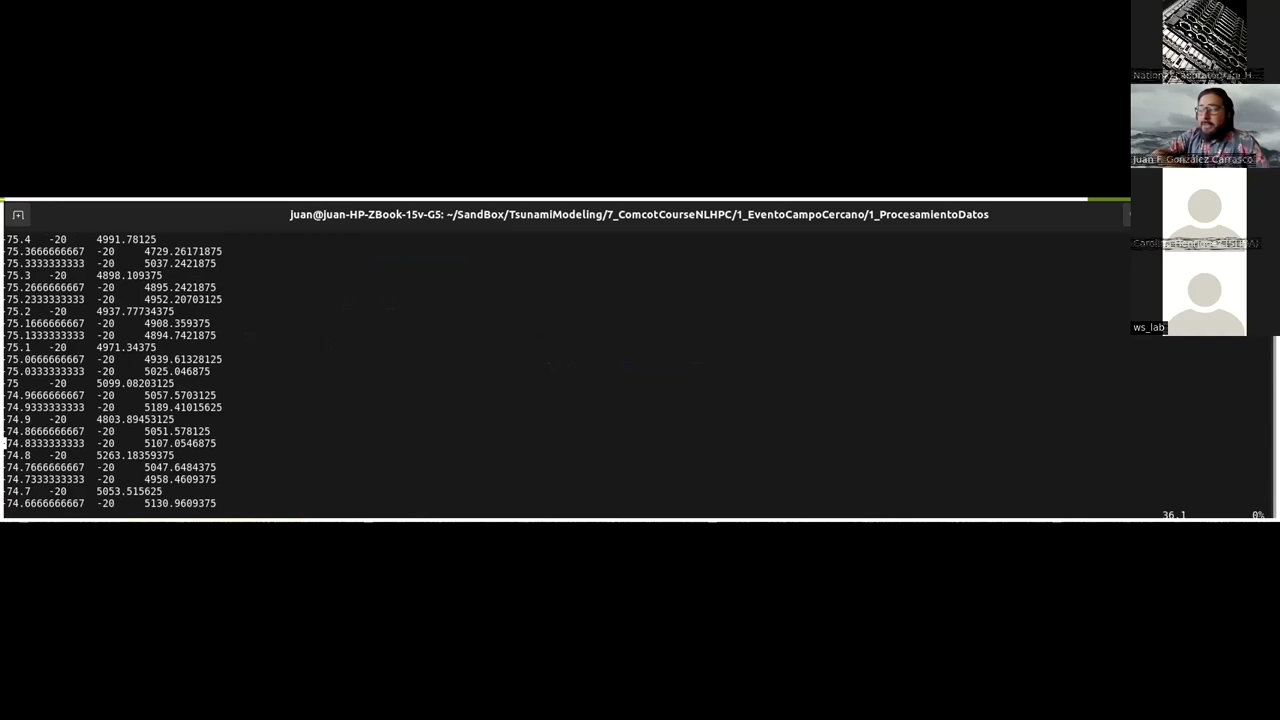 juan@juan-HP-ZBook-15v-G5: ~/SandBox/TsunamiModeling/7_ComcotCourseNLHPC/1_EventoCampoCercano/1_ProcesamientoDatos
-75.4 -20 4991.78125
-75.3666666667 -20 4729.26171875
-75.3333333333 -20 5037.2421875
-75.3 -20 4898.109375
-75.2666666667 -20 4895.2421875
-75.2333333333 -20 4952.20703125
-75.2 -20 4937.77734375
-75.1666666667 -20 4908.359375
-75.1333333333 -20 4894.7421875
-75.1 -20 4971.34375
-75.0666666667 -20 4939.61328125
-75.0333333333 -20 5025.046875
-75 -20 5099.08203125
-74.9666666667 -20 5057.5703125
-74.9333333333 -20 5189.41015625
-74.9 -20 4803.89453125
-74.8666666667 -20 5051.578125
-74.8333333333 -20 5107.0546875
-74.8 -20 5263.18359375
-74.7666666667 -20 5047.6484375
-74.7333333333 -20 4958.4609375
-74.7 -20 5053.515625
-74.6666666667 -20 5130.9609375
36,1 0%
Juan F. González Carrasco
ws_lab